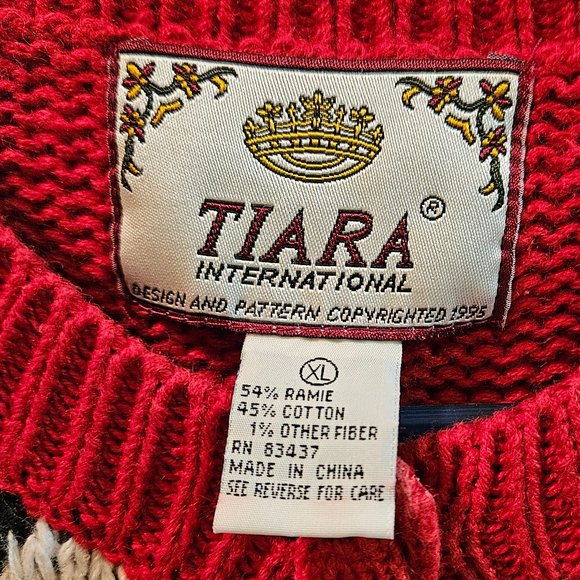 TIARA ®
INTERNATIONAL
DESIGN AND PATTERN COPYRIGHTED 1995
XL
54% RAMIE
45% COTTON
1% OTHER FIBER
RN 83437
MADE IN CHINA
SEE REVERSE FOR CARE